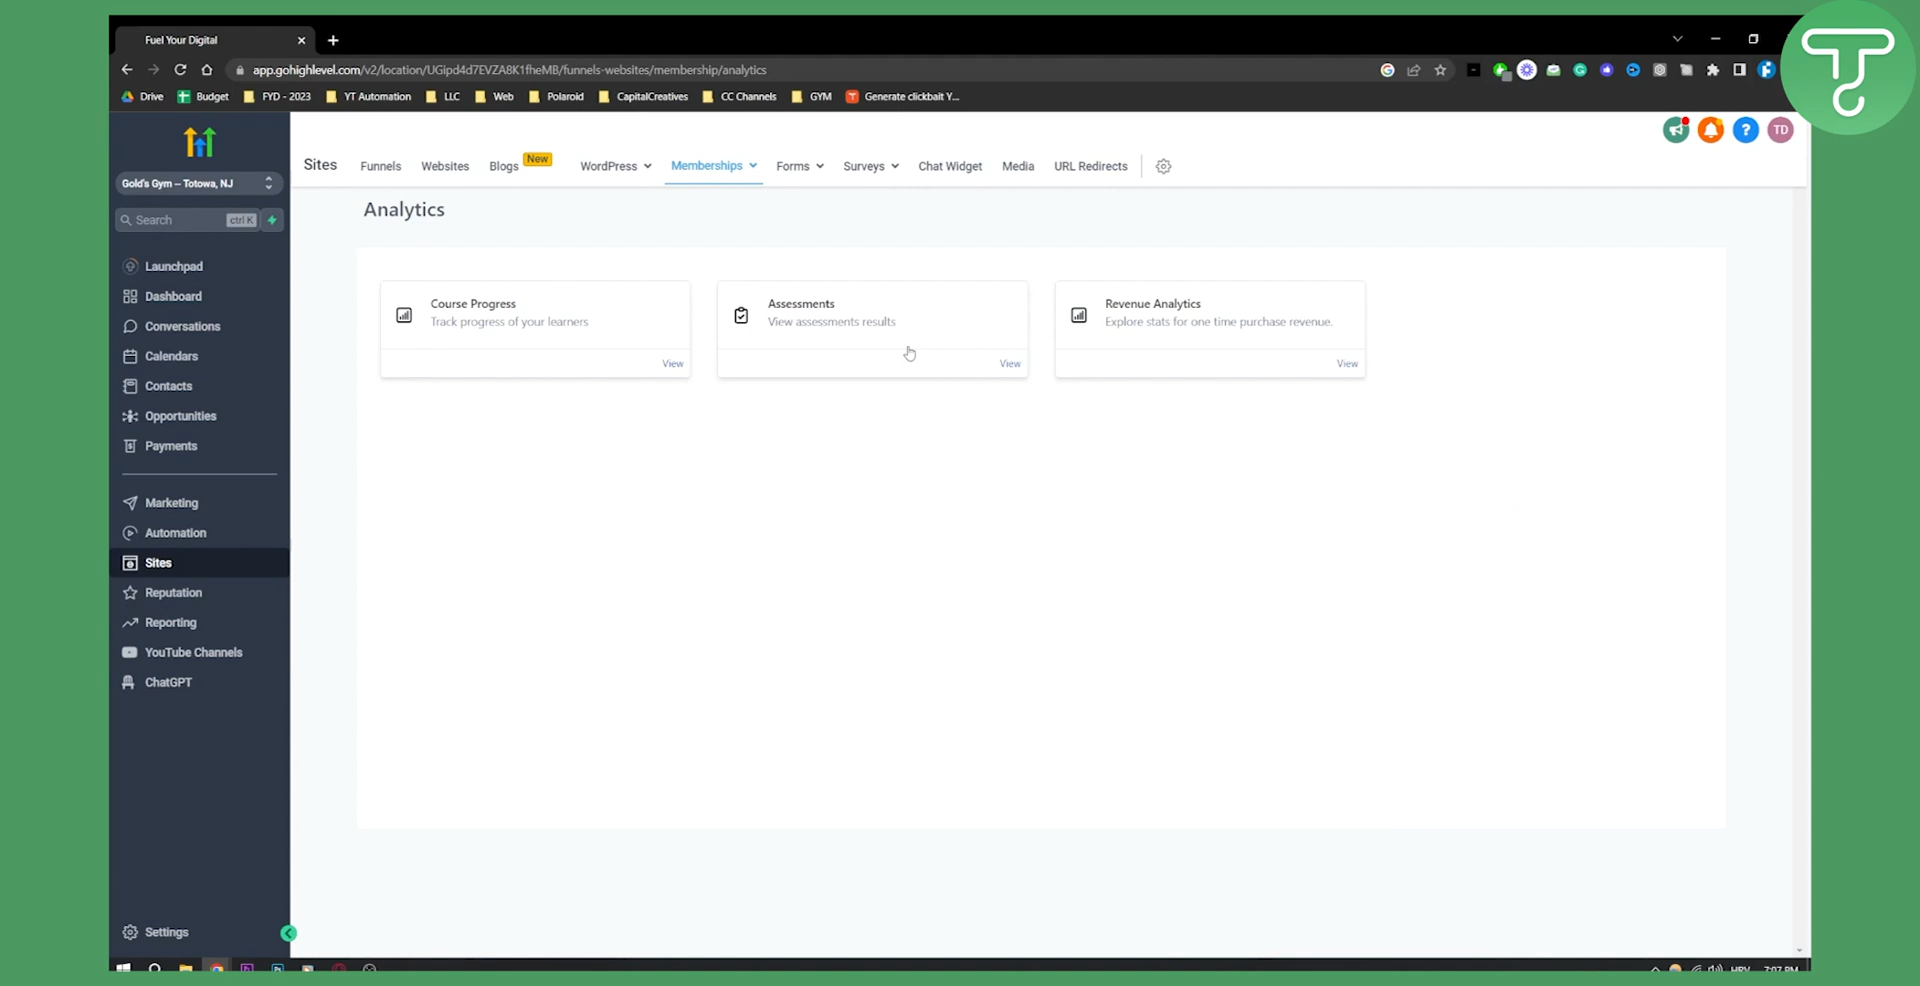 Fuel Your Digital
app.gohighlevel.com/v2/location/UGipd4d7EVZA8K1fheMB/funnels-websites/membership/analytics
Drive Budget FYD - 2023 YT Automation LLC Web Polaroid CapitalCreatives CC Channels GYM Generate clickbait Y...
TD
Sites Funnels Websites Blogs New WordPress Memberships Forms Surveys Chat Widget Media URL Redirects
Gold's Gym – Totowa, NJ
Search ctrl K
Launchpad
Dashboard
Conversations
Calendars
Contacts
Opportunities
Payments
Marketing
Automation
Sites
Reputation
Reporting
YouTube Channels
ChatGPT
Settings
Analytics
Course Progress
Track progress of your learners
View
Assessments
View assessments results
View
Revenue Analytics
Explore stats for one time purchase revenue.
View
HRV 7:07 PM